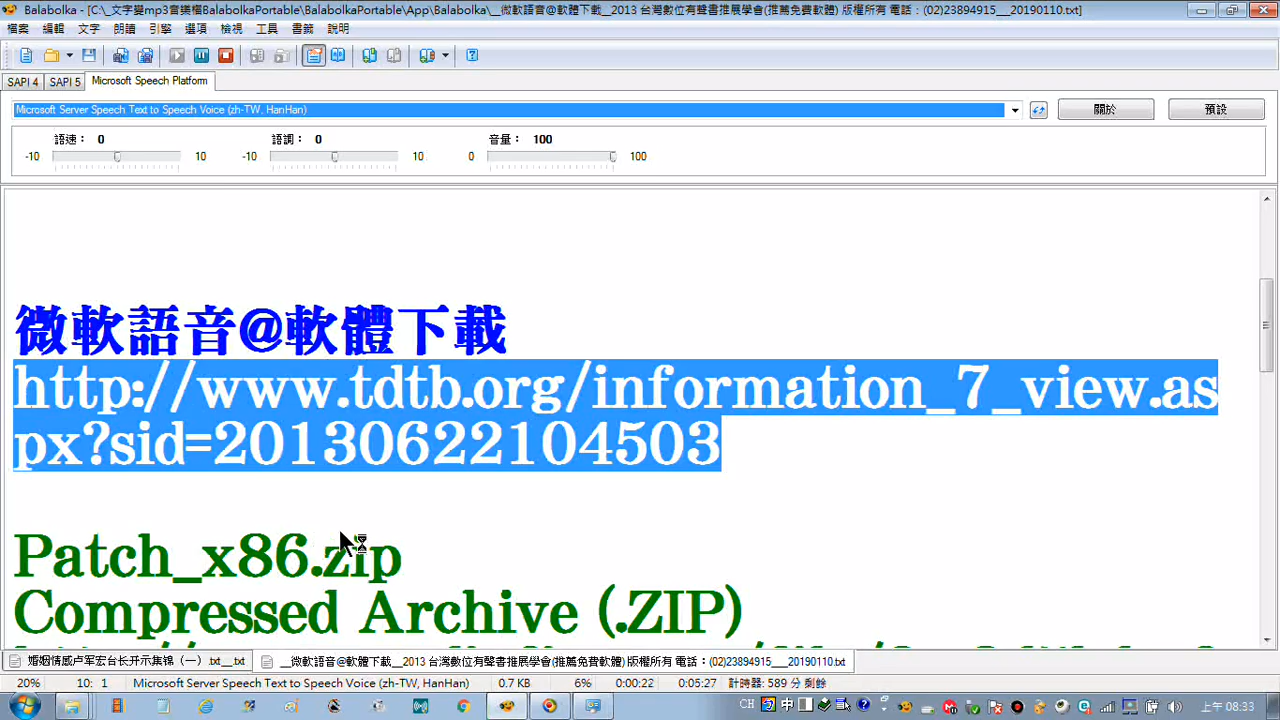 Balabolka - [C:\_文字變mp3音樂檔BalabolkaPortable\BalabolkaPortable\App\Balabolka\__微軟語音@軟體下載__2013 台灣數位有聲書推展學會(推薦免費軟體) 版權所有 電話：(02)23894915__20190110.txt]
檔案 編輯 文字 朗讀 引擎 選項 檢視 工具 書籤 說明
SAPI 4 SAPI 5 Microsoft Speech Platform
Microsoft Server Speech Text to Speech Voice (zh-TW, HanHan) 關於 預設
語速： 0 語調： 0 音量： 100
-10 10 -10 10 0 100
微軟語音@軟體下載
http://www.tdtb.org/information_7_view.as
px?sid=20130622104503
Patch_x86.zip
Compressed Archive (.ZIP)
婚姻情感卢军宏台长开示集锦（一）.txt__.txt __微軟語音@軟體下載__2013 台灣數位有聲書推展學會(推薦免費軟體) 版權所有 電話：(02)23894915__20190110.txt
20% 10: 1 Microsoft Server Speech Text to Speech Voice (zh-TW, HanHan) 0.7 KB 6% 0:00:22 0:05:27 計時器: 589 分 剩餘
CH 中 上午 08:33